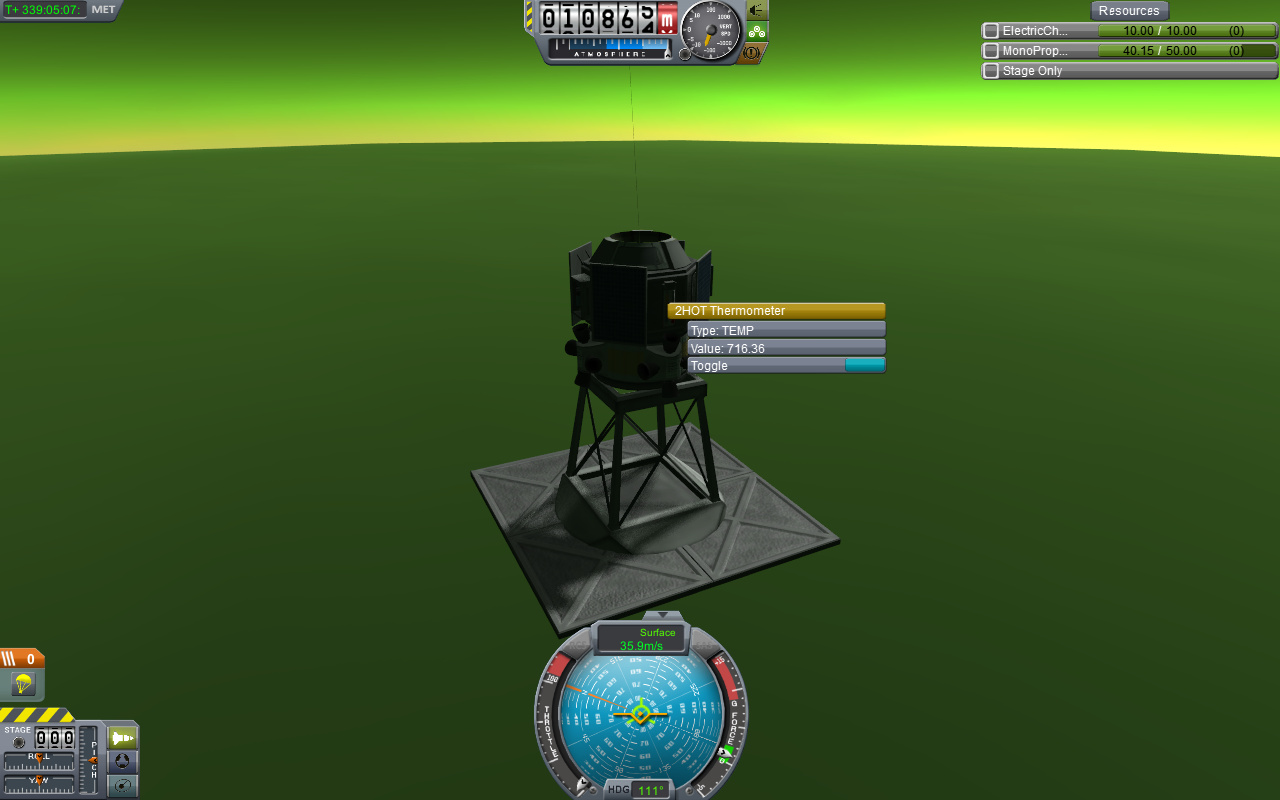 T+ 339:05:07: MET
Resources
ElectricCh... 10.00 / 10.00 (0)
MonoProp... 40.15 / 50.00 (0)
Stage Only
ATMOSPHERE
VERT
SPD
2HOT Thermometer
Type: TEMP
Value: 716.36
Toggle
Surface
35.9m/s
THROTTLE
G FORCE
HDG 111°
0
STAGE
000
ROLL
YAW
PITCH